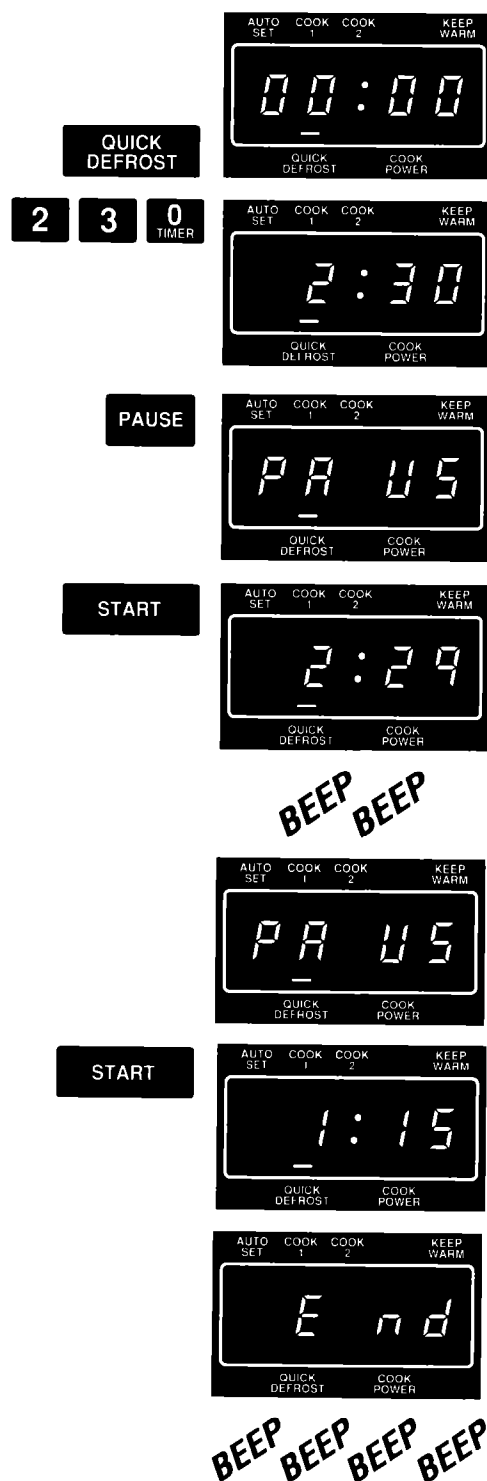 AUTO SET COOK 1 COOK 2 KEEP WARM
00:00
QUICK DEFROST COOK POWER
QUICK DEFROST
2 3 0 TIMER
AUTO SET COOK 1 COOK 2 KEEP WARM
2:30
QUICK DEFROST COOK POWER
PAUSE
AUTO SET COOK 1 COOK 2 KEEP WARM
PA US
QUICK DEFROST COOK POWER
START
AUTO SET COOK 1 COOK 2 KEEP WARM
2:29
QUICK DEFROST COOK POWER
BEEP BEEP
AUTO SET COOK 1 COOK 2 KEEP WARM
PA US
QUICK DEFROST COOK POWER
START
AUTO SET COOK 1 COOK 2 KEEP WARM
1:15
QUICK DEFROST COOK POWER
AUTO SET COOK 1 COOK 2 KEEP WARM
E nd
QUICK DEFROST COOK POWER
BEEP BEEP BEEP BEEP